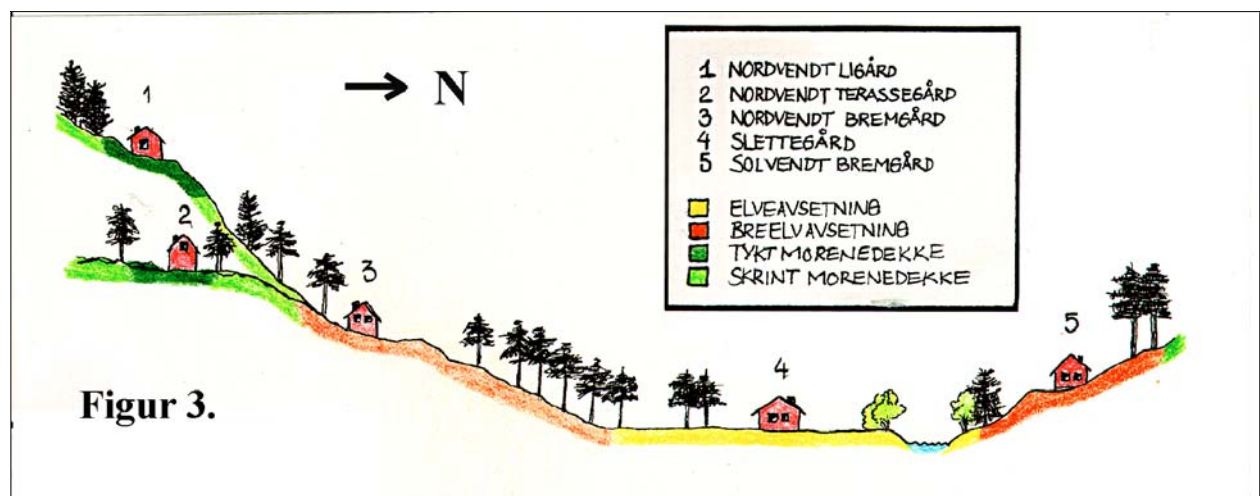 1
→ N
2
3
4
5
1 NORDVENDT LIGÅRD
2 NORDVENDT TERASSEGÅRD
3 NORDVENDT BREMGÅRD
4 SLETTEGÅRD
5 SOLVENDT BREMGÅRD
ELVEAVSETNING
BREELVAVSETNING
TYKT MORENEDEKKE
SKRINT MORENEDEKKE
Figur 3.